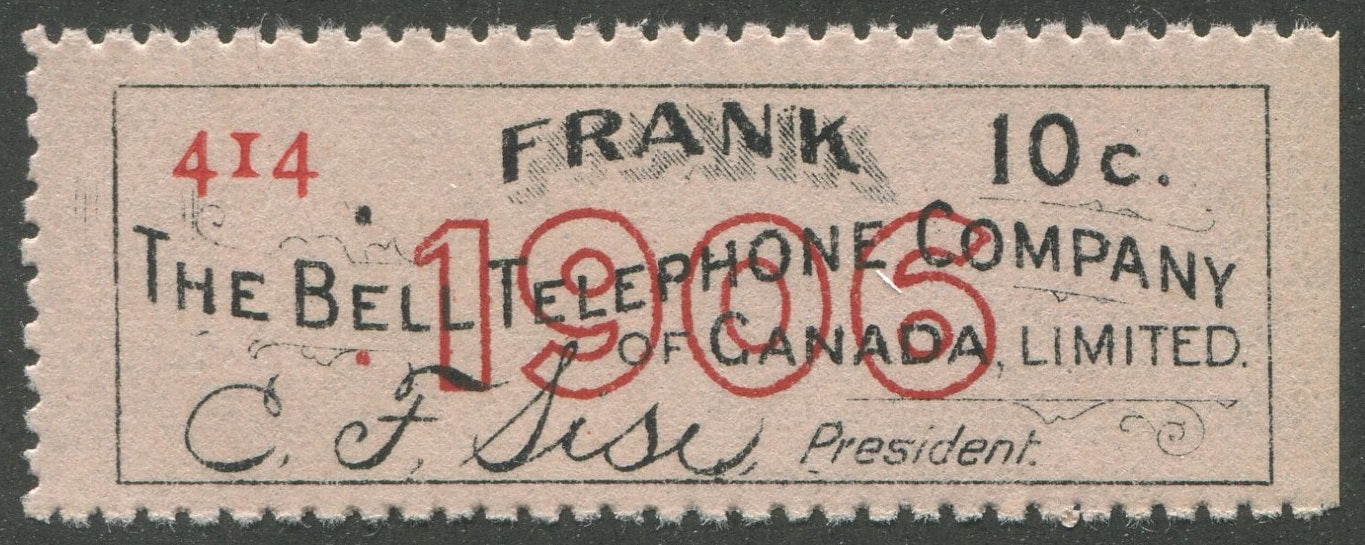 414 FRANK 10c.
1906
THE BELL TELEPHONE COMPANY
OF CANADA, LIMITED.
C. F. Sise, President.